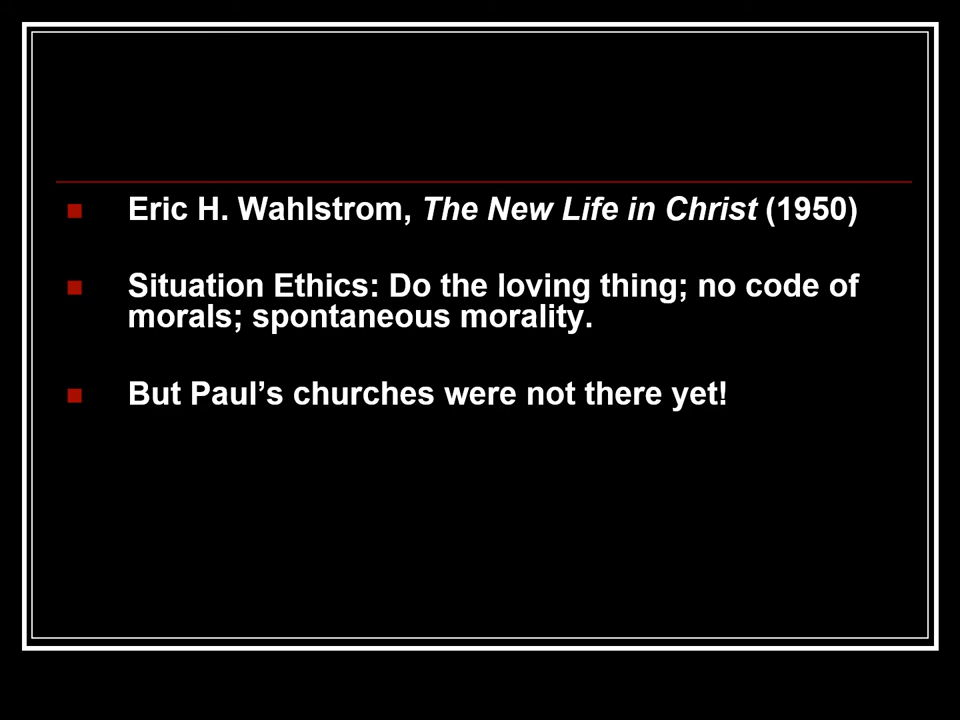 Eric H. Wahlstrom, The New Life in Christ (1950)
Situation Ethics: Do the loving thing; no code of
morals; spontaneous morality.
But Paul’s churches were not there yet!